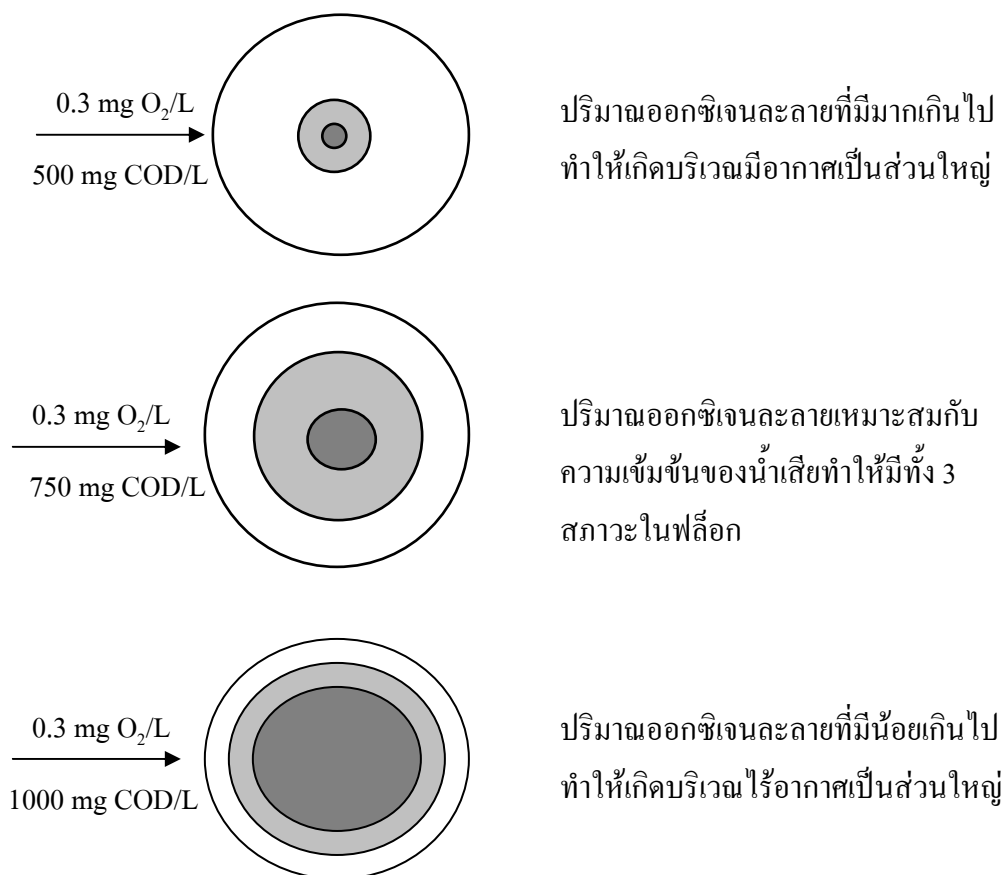 0.3 mg O₂/L
500 mg COD/L
ปริมาณออกซิเจนละลายที่มีมากเกินไป
ทำให้เกิดบริเวณมีอากาศเป็นส่วนใหญ่
0.3 mg O₂/L
750 mg COD/L
ปริมาณออกซิเจนละลายเหมาะสมกับ
ความเข้มข้นของน้ำเสียทำให้มีทั้ง 3
สภาวะในฟล็อก
0.3 mg O₂/L
1000 mg COD/L
ปริมาณออกซิเจนละลายที่มีน้อยเกินไป
ทำให้เกิดบริเวณไร้อากาศเป็นส่วนใหญ่